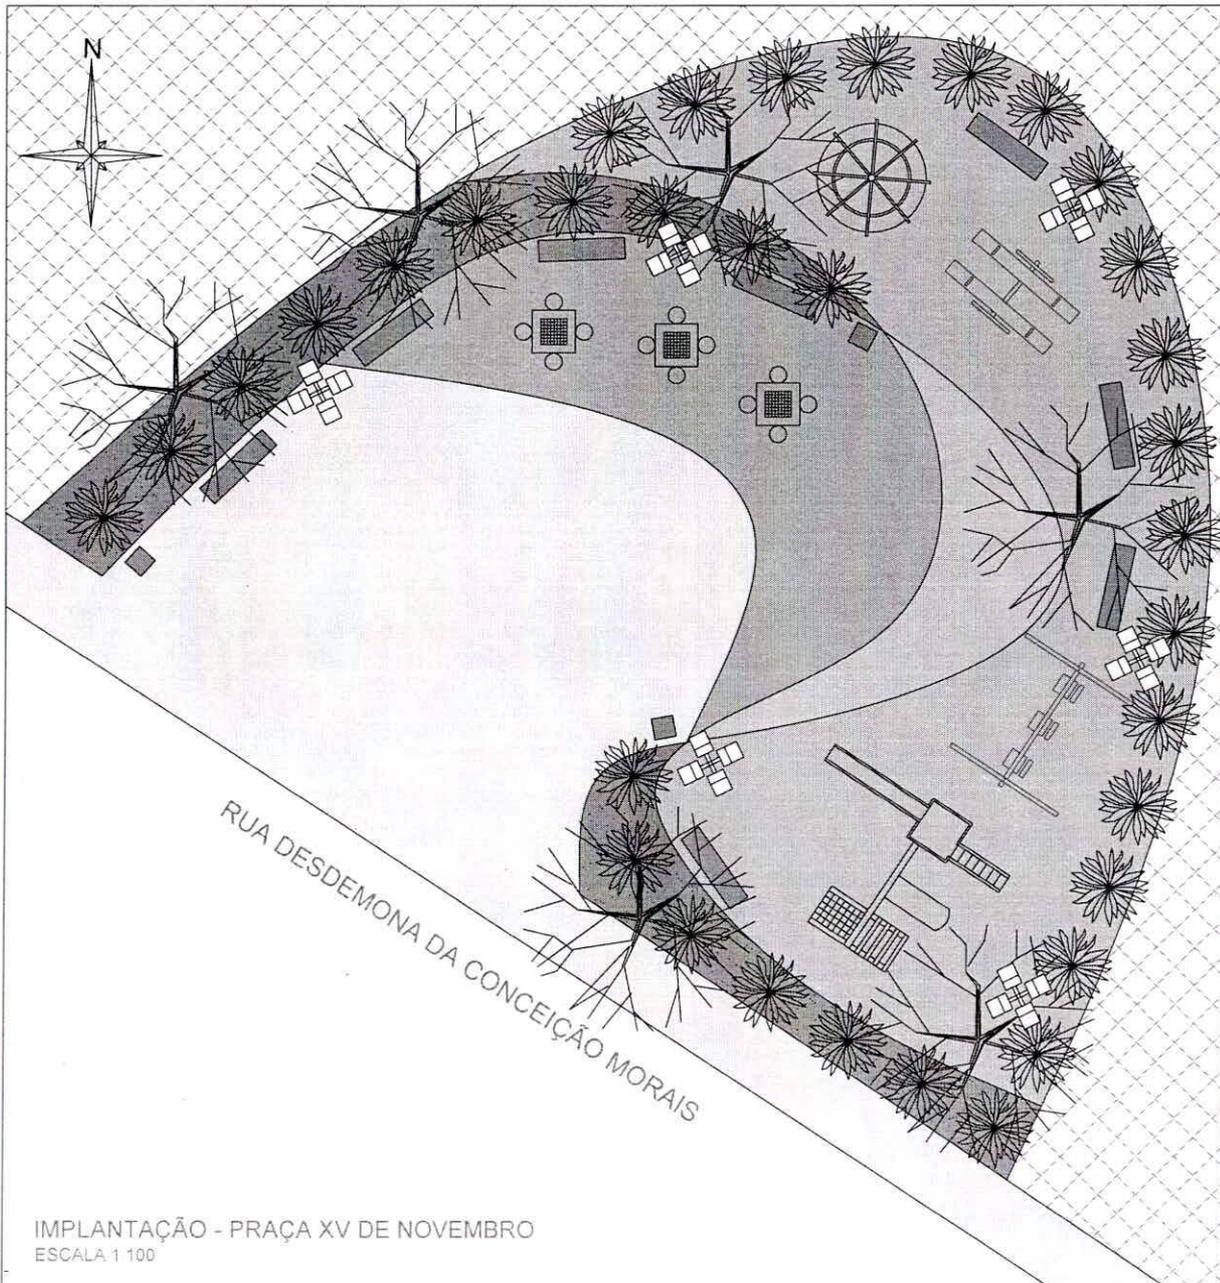 N
RUA DESDEMONA DA CONCEIÇÃO MORAIS
IMPLANTAÇÃO - PRAÇA XV DE NOVEMBRO
ESCALA 1 100